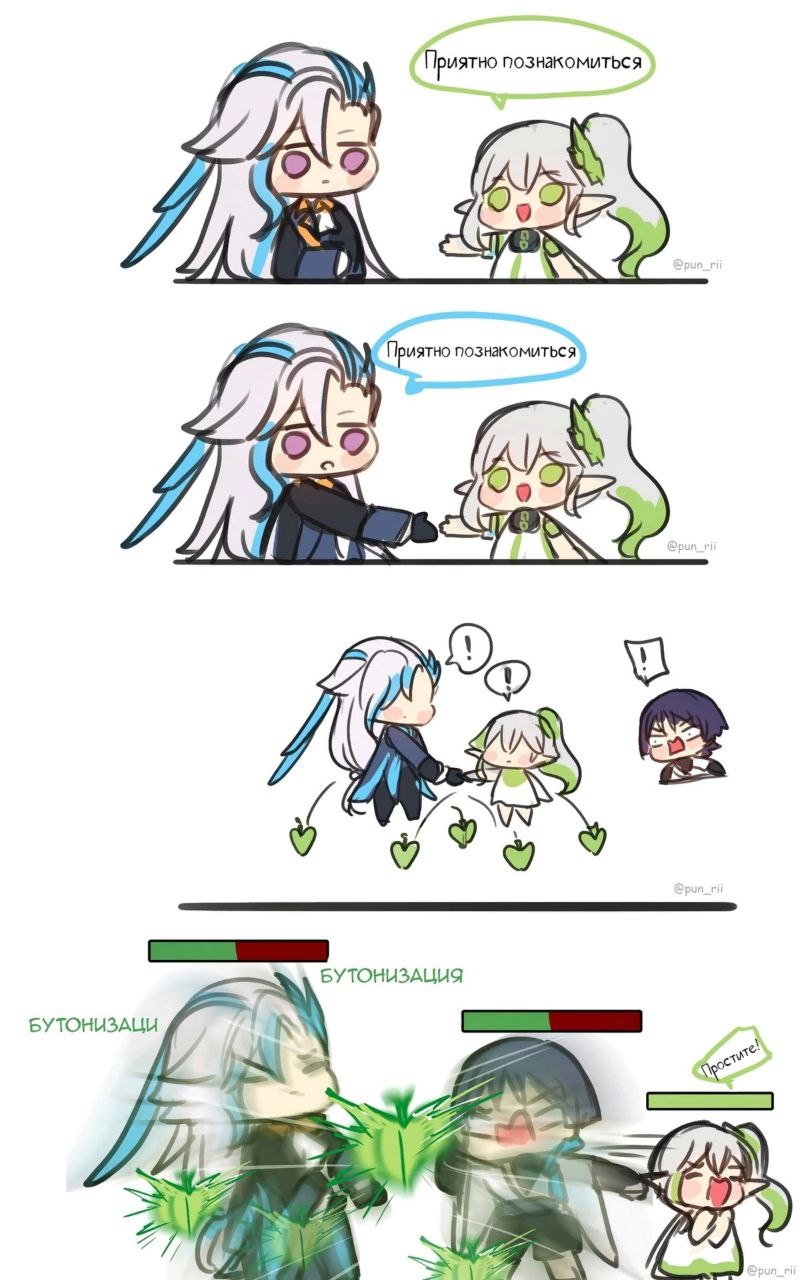 Приятно познакомиться
@pun_rii
Приятно познакомиться
@pun_rii
!
!
!
@pun_rii
БУТОНИЗАЦИЯ
БУТОНИЗАЦИ
Простите!
@pun_rii